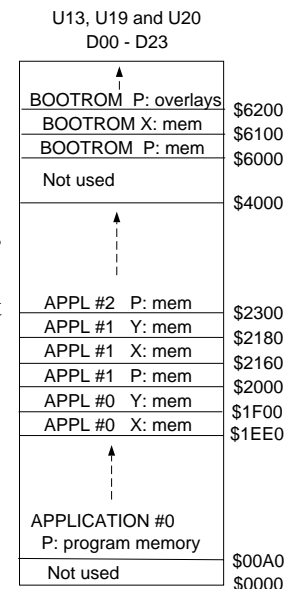 U13, U19 and U20
D00 - D23
BOOTROM P: overlays
$6200
BOOTROM X: mem
$6100
BOOTROM P: mem
$6000
Not used
$4000
APPL #2 P: mem
$2300
APPL #1 Y: mem
$2180
APPL #1 X: mem
$2160
APPL #1 P: mem
$2000
APPL #0 Y: mem
$1F00
APPL #0 X: mem
$1EE0
APPLICATION #0
P: program memory
$00A0
Not used
$0000